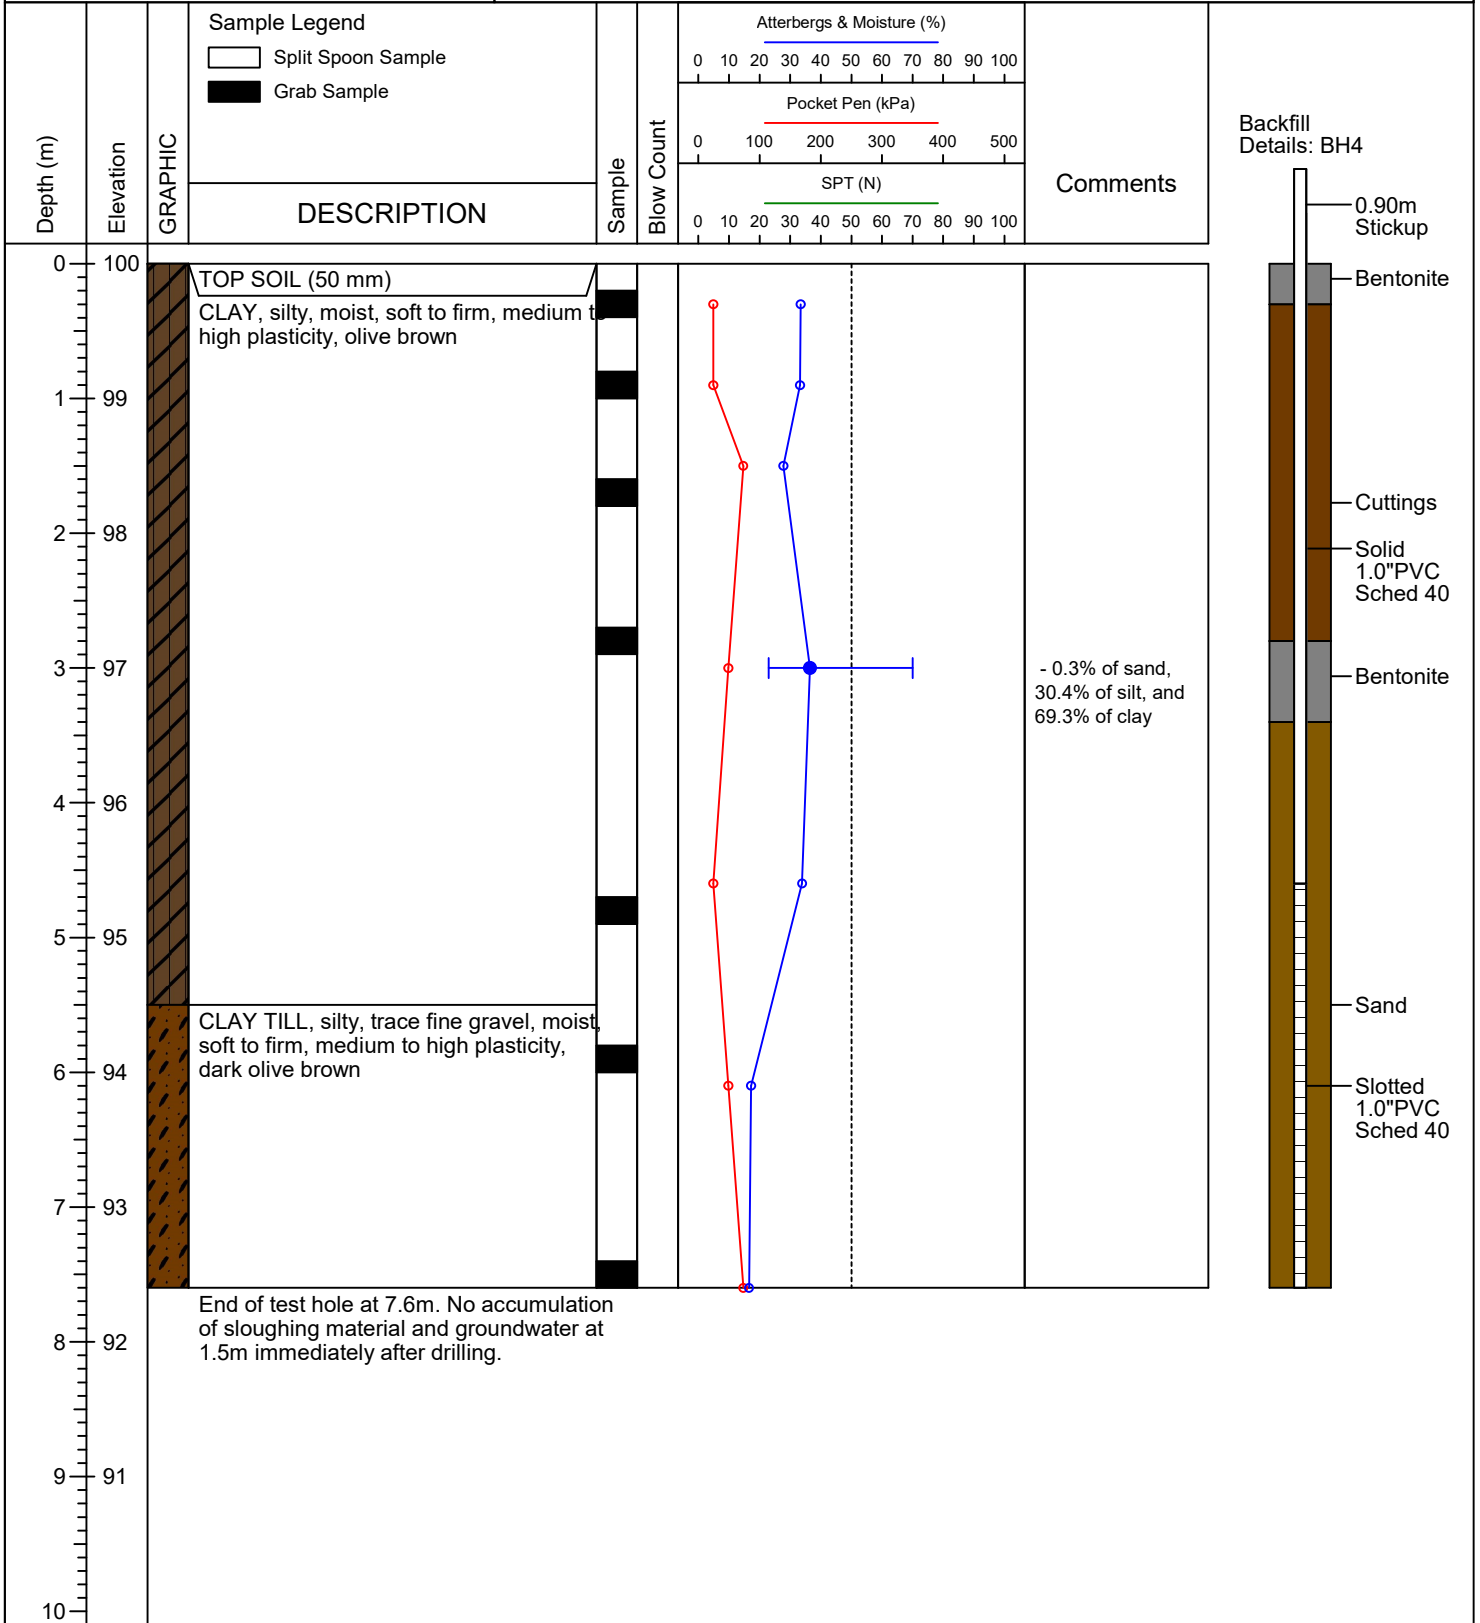 Sample Legend
Split Spoon Sample
Grab Sample
Depth (m)
Elevation
GRAPHIC
DESCRIPTION
Sample
Blow Count
Atterbergs & Moisture (%)
0 10 20 30 40 50 60 70 80 90 100
Pocket Pen (kPa)
0 100 200 300 400 500
SPT (N)
0 10 20 30 40 50 60 70 80 90 100
Comments
Backfill
Details: BH4
0.90m
Stickup
0 100
TOP SOIL (50 mm)
CLAY, silty, moist, soft to firm, medium to
high plasticity, olive brown
Bentonite
1 99
Cuttings
2 98
Solid
1.0"PVC
Sched 40
3 97
- 0.3% of sand,
30.4% of silt, and
69.3% of clay
Bentonite
4 96
5 95
CLAY TILL, silty, trace fine gravel, moist,
soft to firm, medium to high plasticity,
dark olive brown
Sand
6 94
Slotted
1.0"PVC
Sched 40
7 93
End of test hole at 7.6m. No accumulation
of sloughing material and groundwater at
1.5m immediately after drilling.
8 92
9 91
10